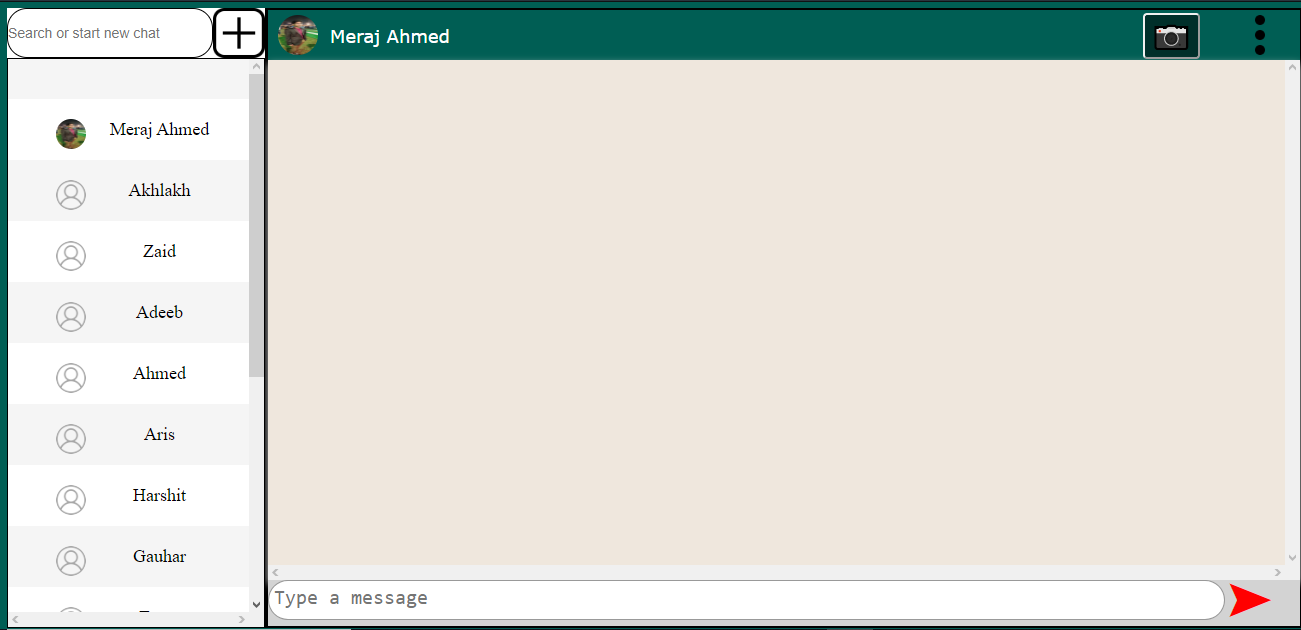 Search or start new chat
Meraj Ahmed
Meraj Ahmed
Akhlakh
Zaid
Adeeb
Ahmed
Aris
Harshit
Gauhar
Type a message